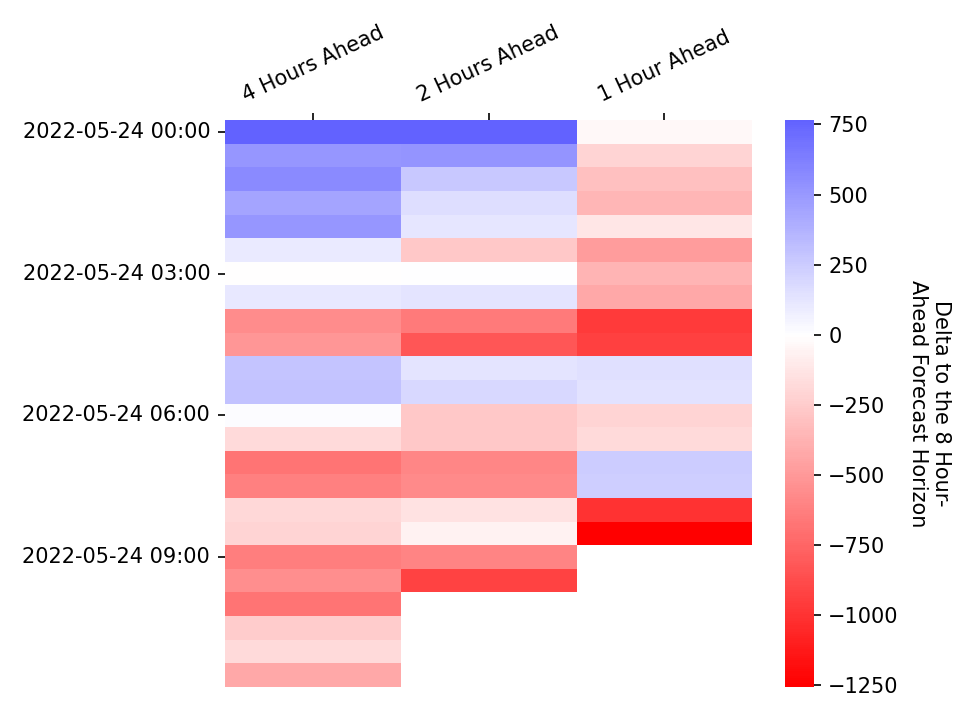 4 Hours Ahead
2 Hours Ahead
1 Hour Ahead
2022-05-24 00:00
2022-05-24 03:00
2022-05-24 06:00
2022-05-24 09:00
750
500
250
0
−250
−500
−750
−1000
−1250
Delta to the 8 Hour-
Ahead Forecast Horizon